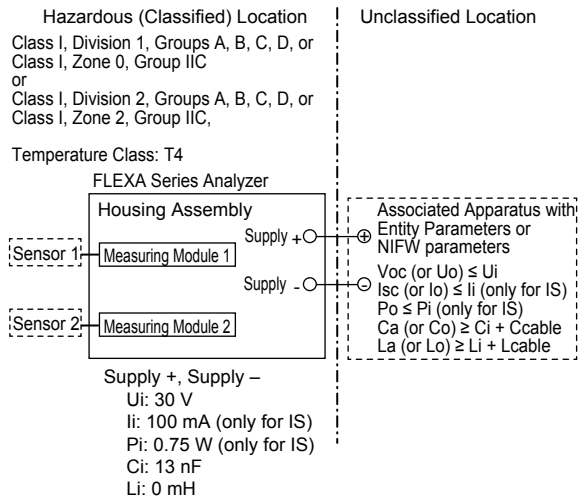 Hazardous (Classified) Location
Unclassified Location
Class I, Division 1, Groups A, B, C, D, or
Class I, Zone 0, Group IIC
or
Class I, Division 2, Groups A, B, C, D, or
Class I, Zone 2, Group IIC,
Temperature Class: T4
FLEXA Series Analyzer
Housing Assembly
Supply +
Supply -
Sensor 1
Measuring Module 1
Sensor 2
Measuring Module 2
+
-
Associated Apparatus with
Entity Parameters or
NIFW parameters
Voc (or Uo) ≤ Ui
Isc (or Io) ≤ Ii (only for IS)
Po ≤ Pi (only for IS)
Ca (or Co) ≥ Ci + Ccable
La (or Lo) ≥ Li + Lcable
Supply +, Supply –
Ui: 30 V
Ii: 100 mA (only for IS)
Pi: 0.75 W (only for IS)
Ci: 13 nF
Li: 0 mH